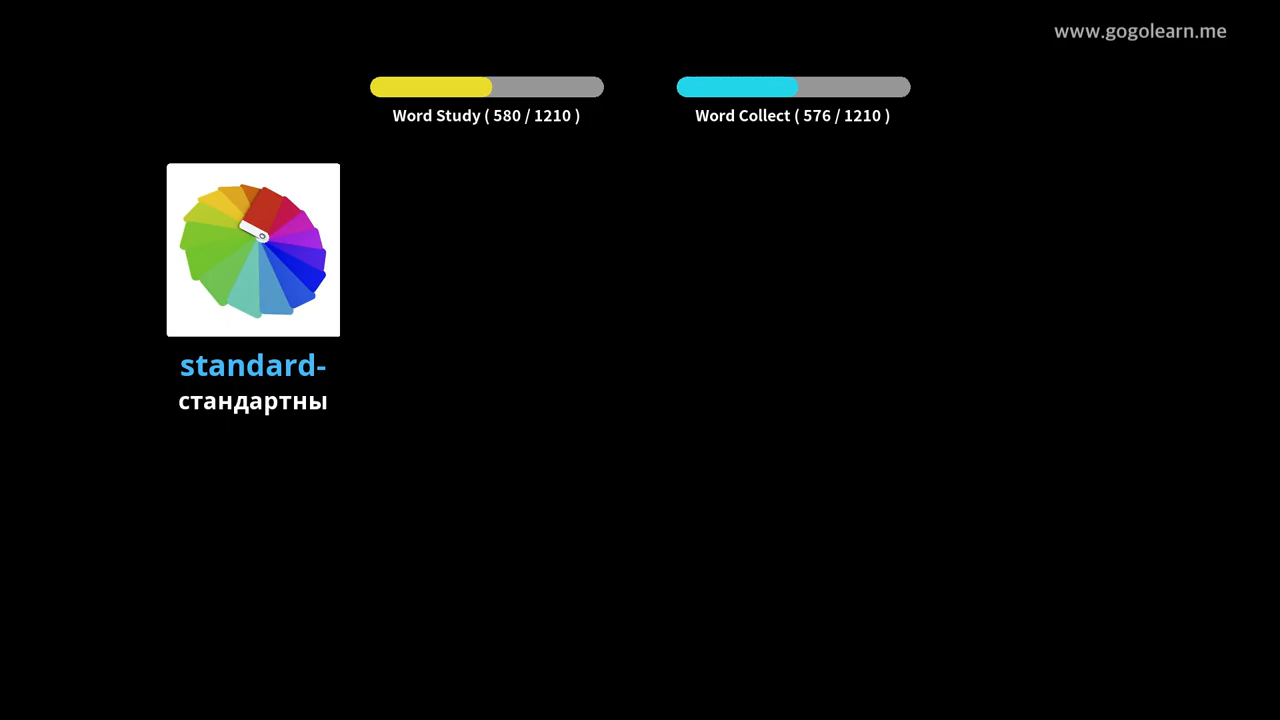 www.gogolearn.me
Word Study ( 580 / 1210 )
Word Collect ( 576 / 1210 )
standard-
стандартны